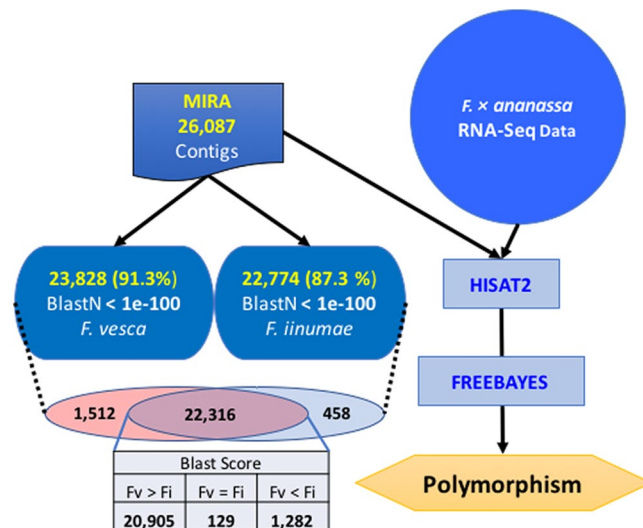 MIRA
26,087
Contigs
F. × ananassa
RNA-Seq Data
23,828 (91.3%)
BlastN < 1e-100
F. vesca
22,774 (87.3 %)
BlastN < 1e-100
F. iinumae
HISAT2
FREEBAYES
1,512
22,316
458
Blast Score
Fv > Fi
Fv = Fi
Fv < Fi
20,905
129
1,282
Polymorphism